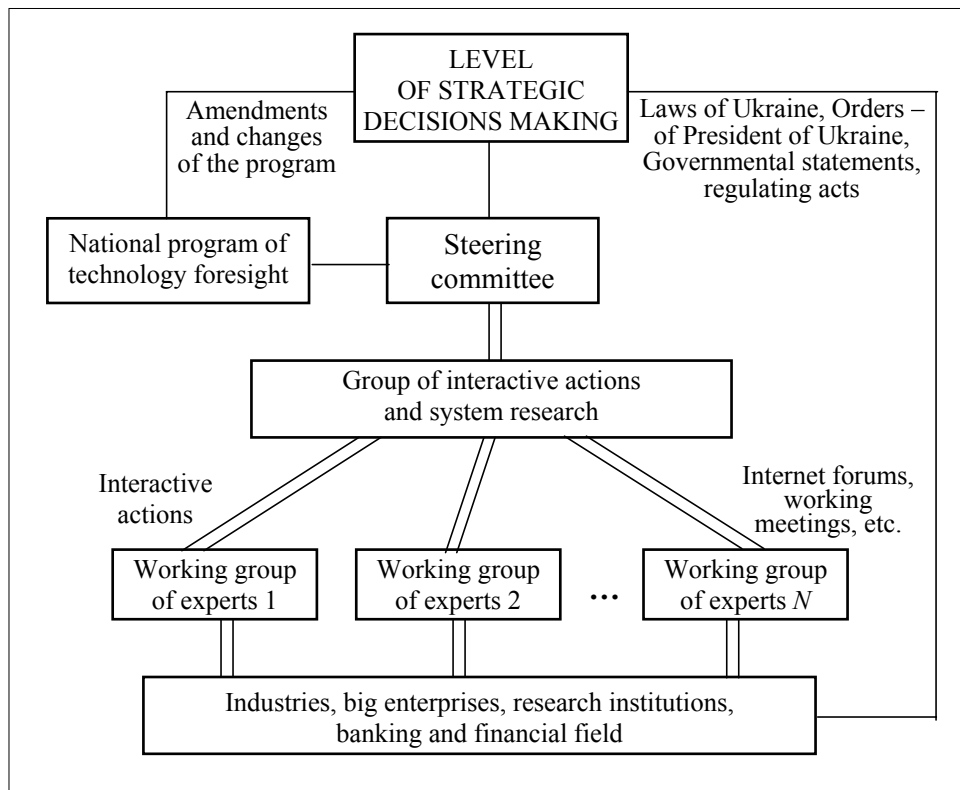 LEVEL
OF STRATEGIC
DECISIONS MAKING
Amendments
and changes
of the program
Laws of Ukraine, Orders –
of President of Ukraine,
Governmental statements,
regulating acts
National program of
technology foresight
Steering
committee
Group of interactive actions
and system research
Interactive
actions
Internet forums,
working
meetings, etc.
Working group
of experts 1
Working group
of experts 2
...
Working group
of experts N
Industries, big enterprises, research institutions,
banking and financial field